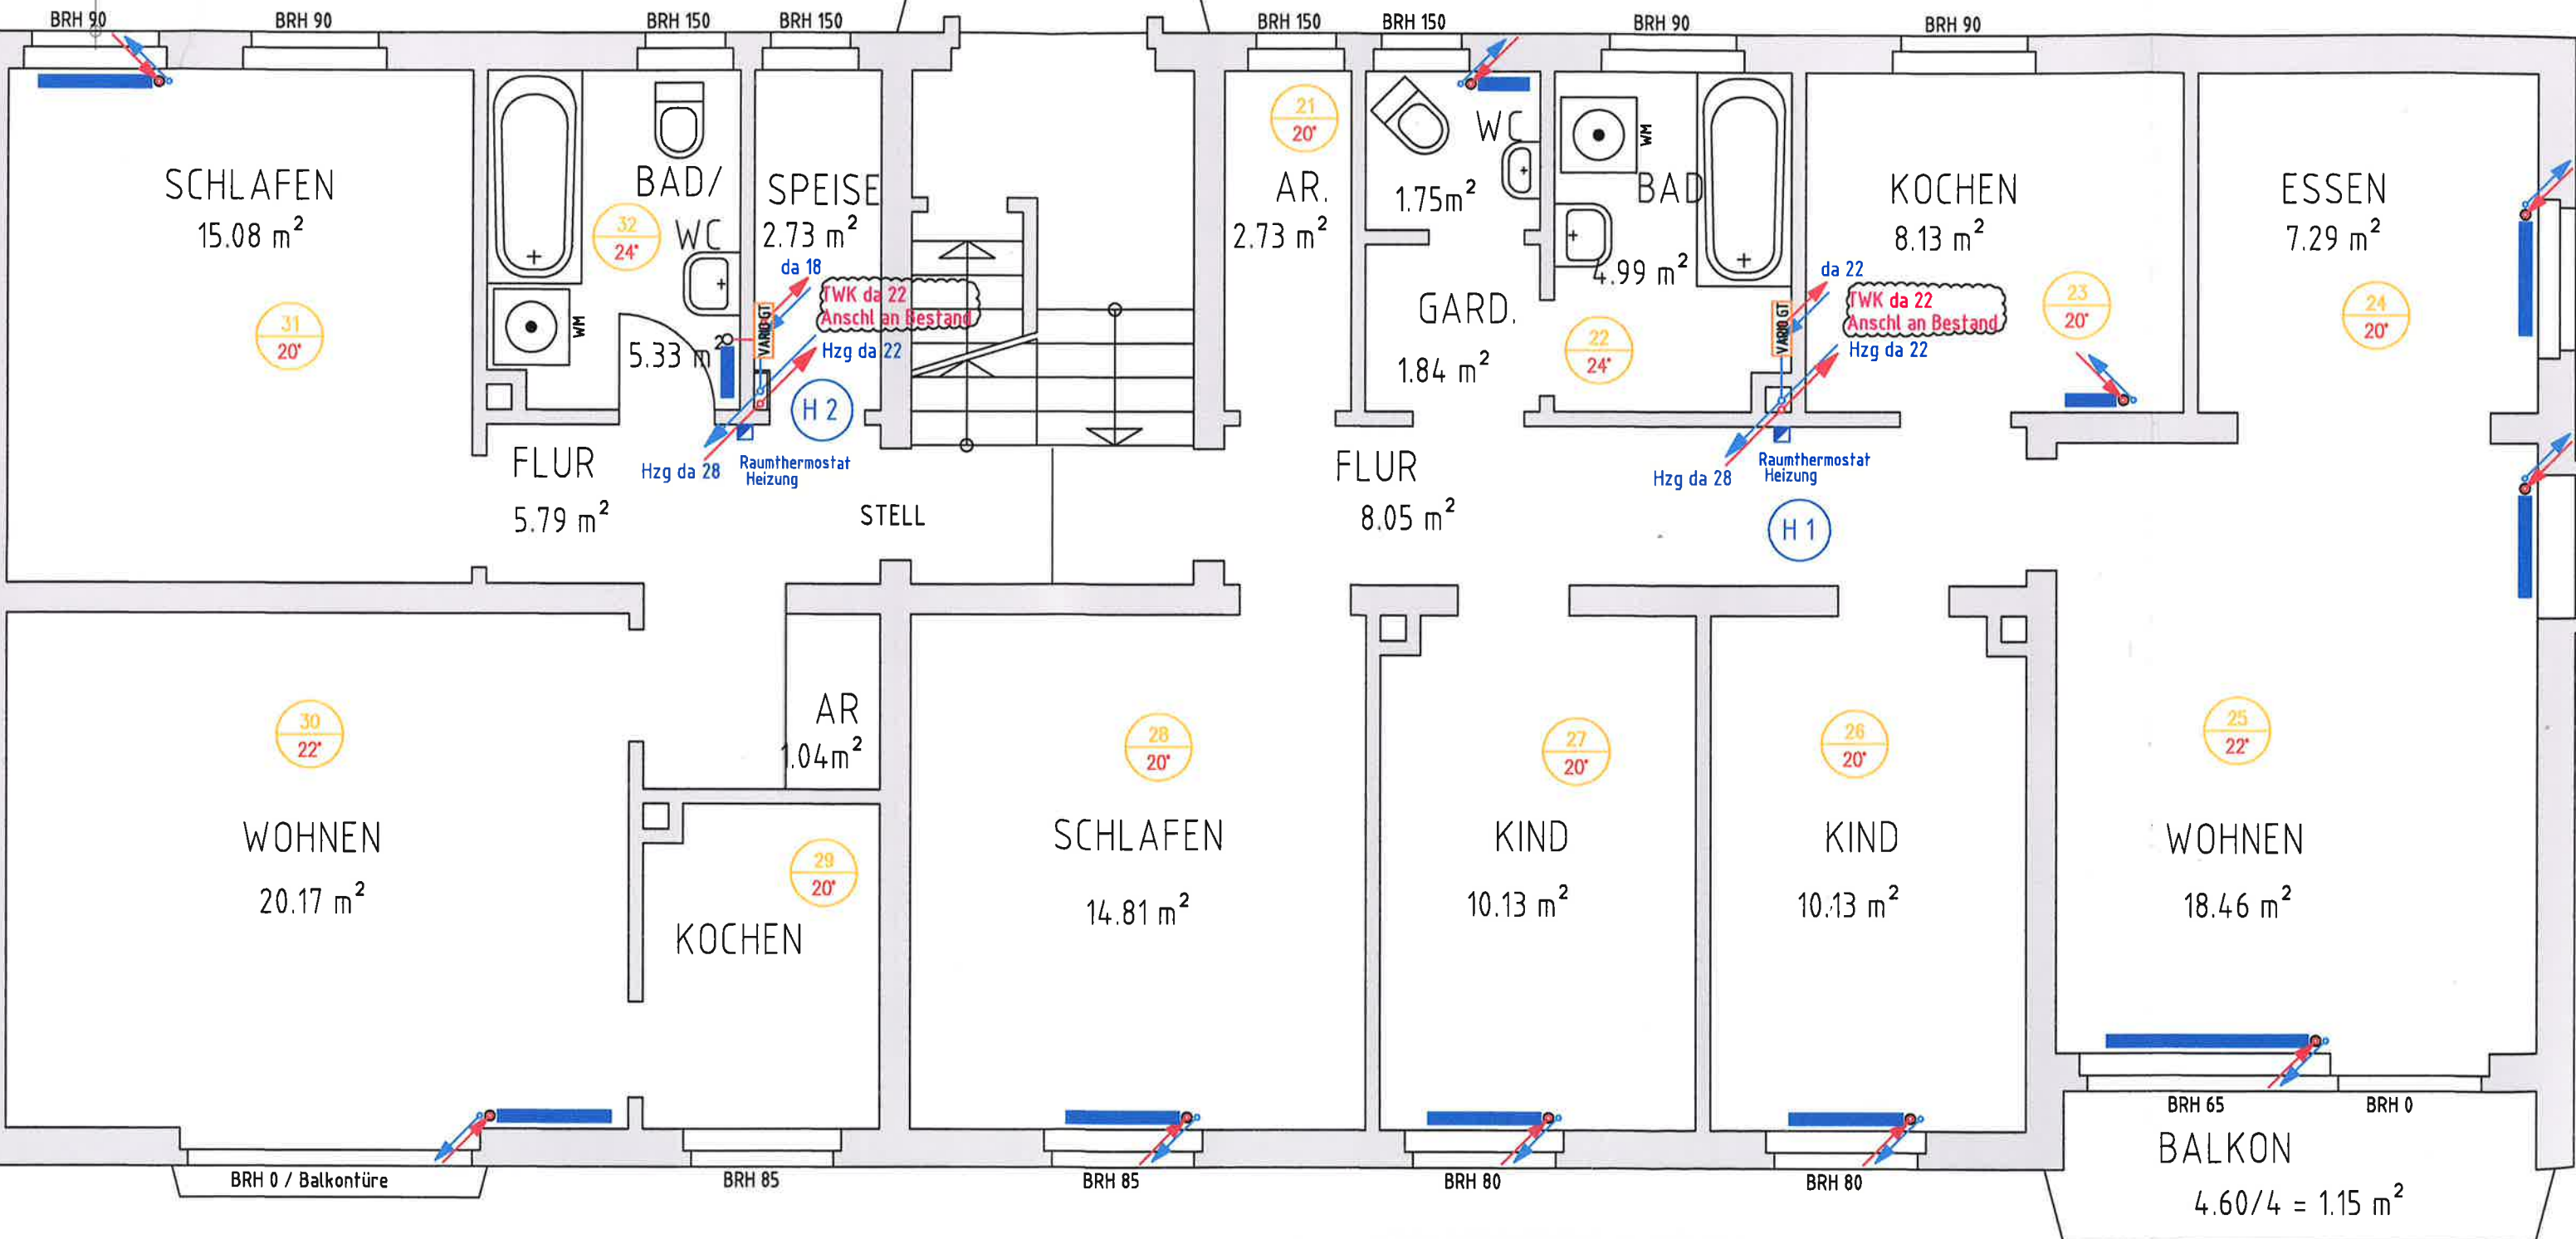 BRH 90
BRH 90
BRH 150
BRH 150
BRH 150
BRH 150
BRH 90
BRH 90
SCHLAFEN
15.08 m²
31
20°
BAD/
WC
32
24°
5.33 m²
WM
SPEISE
2.73 m²
da 18
TWK da 22
Anschl an Bestand
VARIO GT
Hzg da 22
H 2
Hzg da 28
Raumthermostat
Heizung
FLUR
5.79 m²
STELL
21
20°
AR.
2.73 m²
WC
1.75m²
GARD.
1.84 m²
WM
BAD
4.99 m²
22
24°
KOCHEN
8.13 m²
da 22
TWK da 22
Anschl an Bestand
VARIO GT
Hzg da 22
23
20°
ESSEN
7.29 m²
24
20°
FLUR
8.05 m²
Hzg da 28
Raumthermostat
Heizung
H 1
30
22°
WOHNEN
20.17 m²
AR
1.04m²
29
20°
KOCHEN
28
20°
SCHLAFEN
14.81 m²
27
20°
KIND
10.13 m²
26
20°
KIND
10.13 m²
25
22°
WOHNEN
18.46 m²
BRH 0 / Balkontüre
BRH 85
BRH 85
BRH 80
BRH 80
BRH 65
BRH 0
BALKON
4.60/4 = 1.15 m²